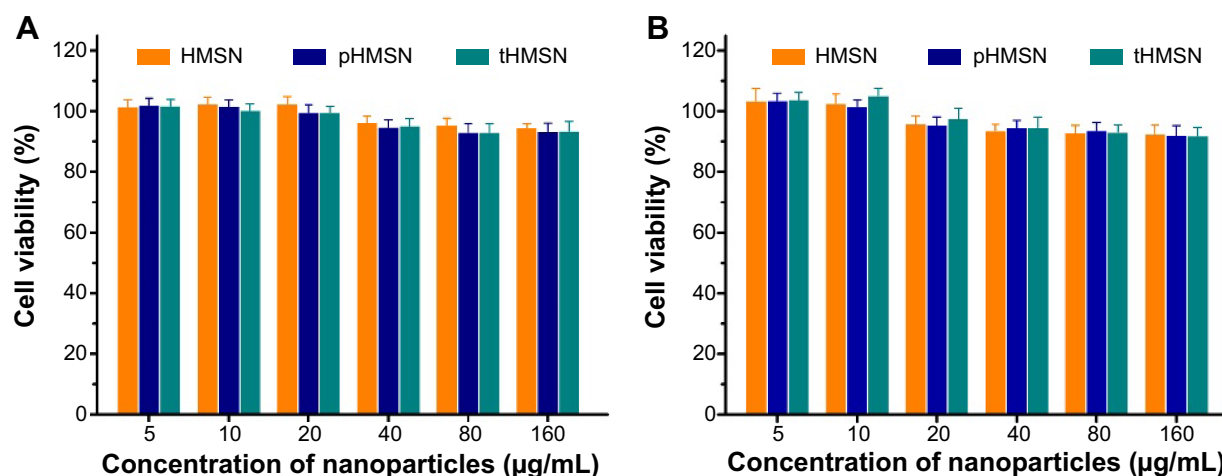 A
HMSN pHMSN tHMSN
120
100
80
60
40
20
0
Cell viability (%)
5 10 20 40 80 160
Concentration of nanoparticles (µg/mL)
B
HMSN pHMSN tHMSN
120
100
80
60
40
20
0
Cell viability (%)
5 10 20 40 80 160
Concentration of nanoparticles (µg/mL)